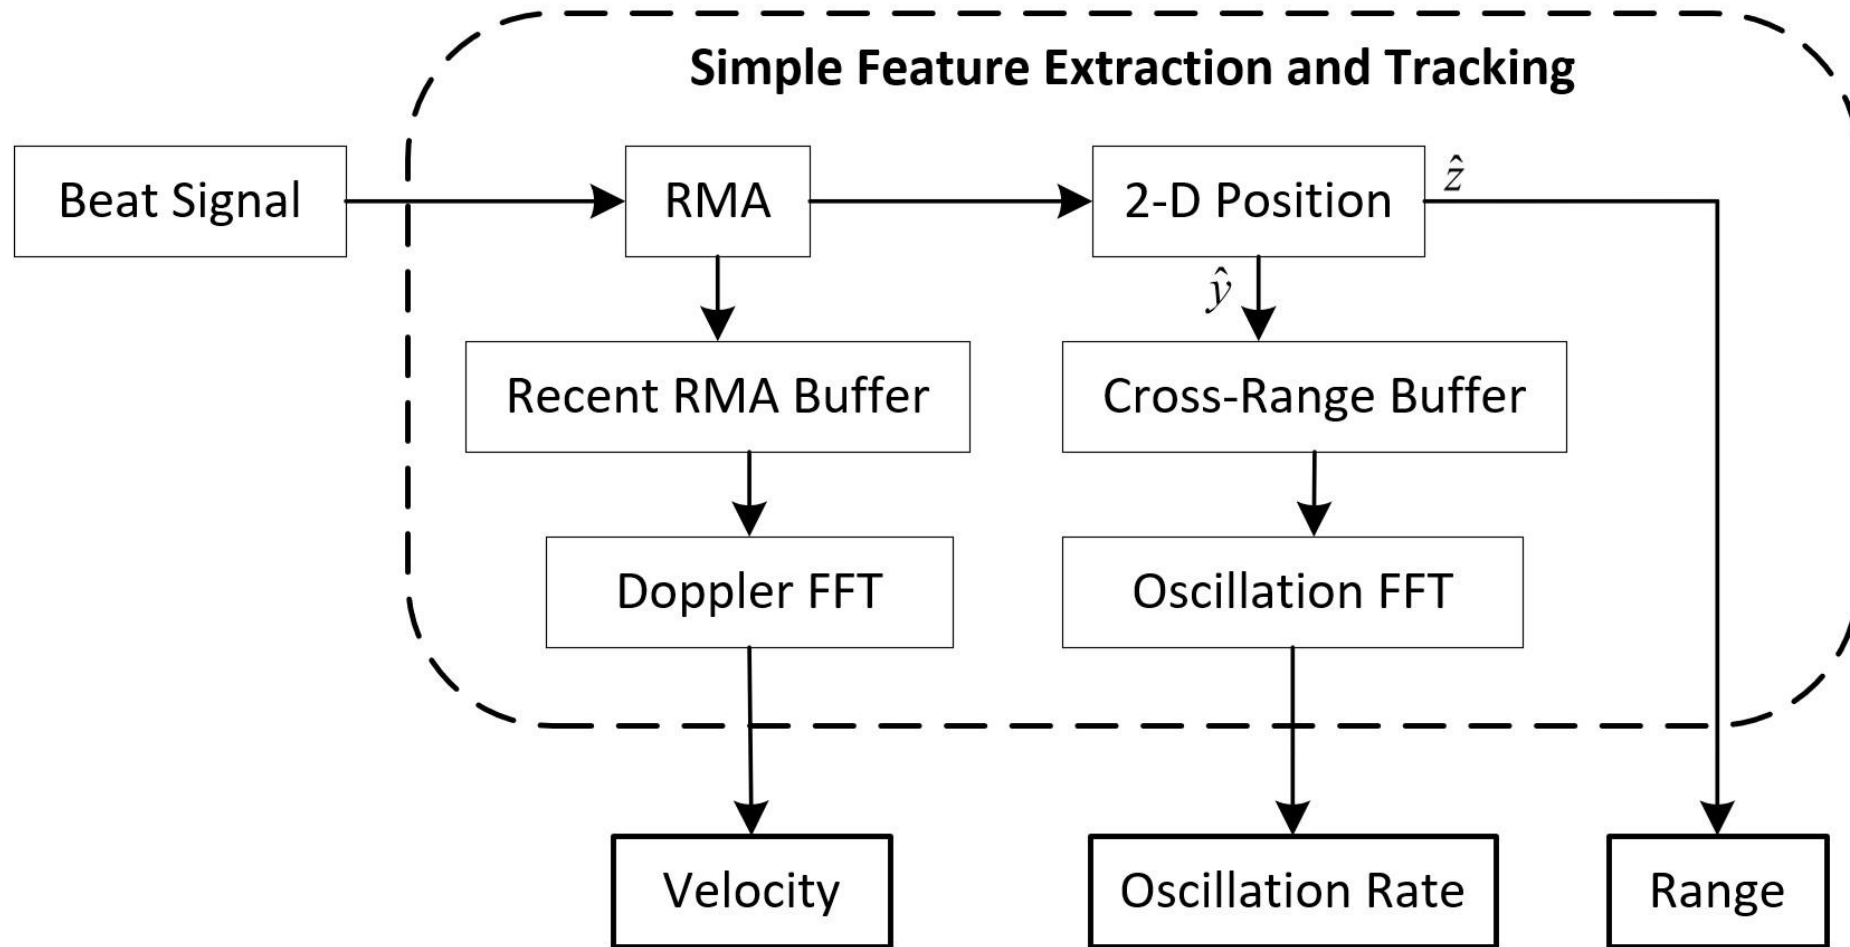 Simple Feature Extraction and Tracking
Beat Signal
RMA
2-D Position
ẑ
ŷ
Recent RMA Buffer
Cross-Range Buffer
Doppler FFT
Oscillation FFT
Velocity
Oscillation Rate
Range